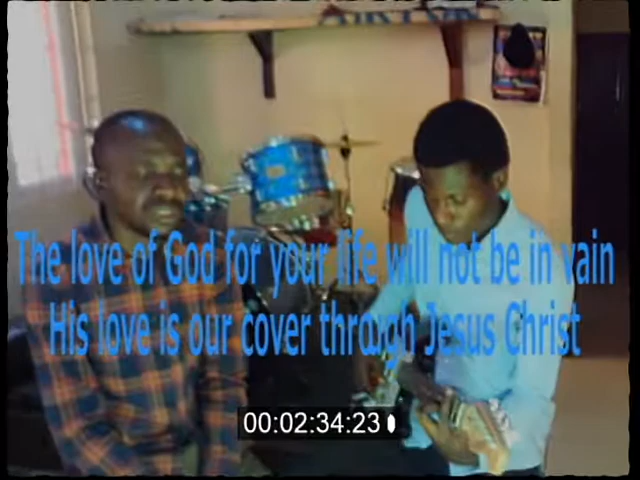 The love of God for your life will not be in vain
His love is our cover through Jesus Christ
00:02:34:23